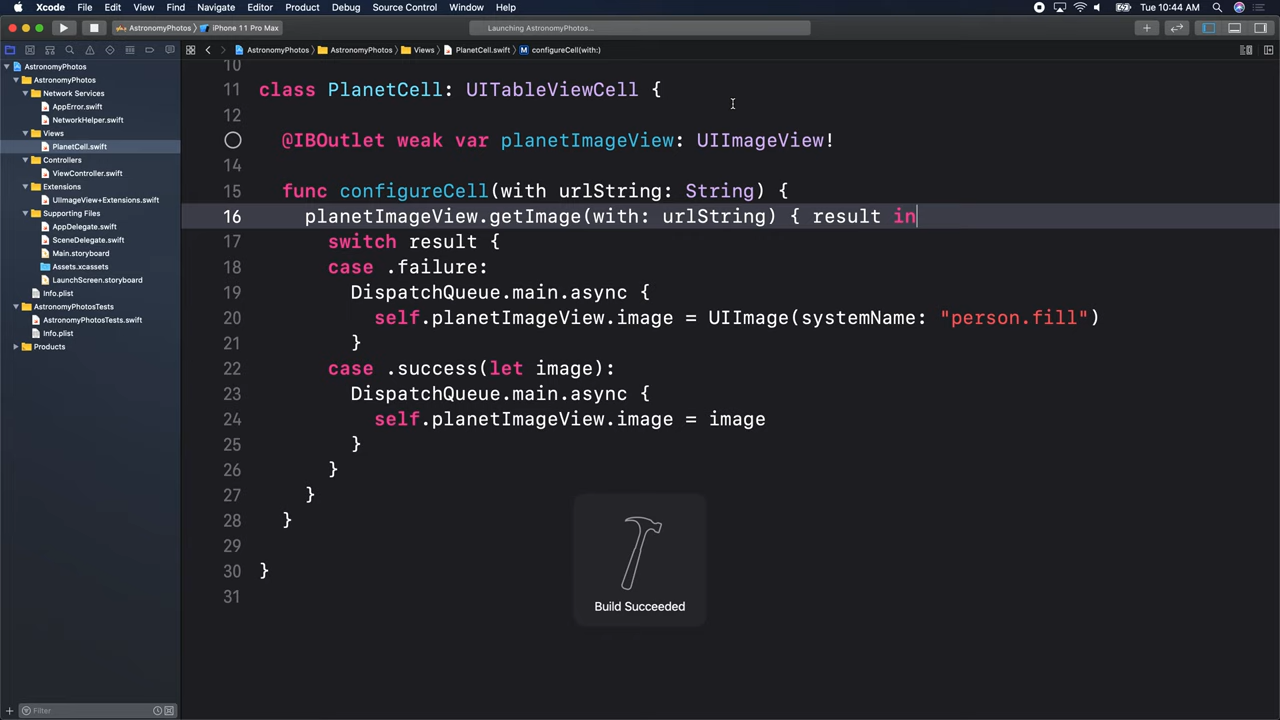 Xcode File Edit View Find Navigate Editor Product Debug Source Control Window Help Tue 10:44 AM
AstronomyPhotos iPhone 11 Pro Max Launching AstronomyPhotos...
AstronomyPhotos AstronomyPhotos Views PlanetCell.swift M configureCell(with:)
AstronomyPhotos
AstronomyPhotos
Network Services
AppError.swift
NetworkHelper.swift
Views
PlanetCell.swift
Controllers
ViewController.swift
Extensions
UIImageView+Extensions.swift
Supporting Files
AppDelegate.swift
SceneDelegate.swift
Main.storyboard
Assets.xcassets
LaunchScreen.storyboard
Info.plist
AstronomyPhotosTests
AstronomyPhotosTests.swift
Info.plist
Products
Filter
10
11 class PlanetCell: UITableViewCell {
12
@IBOutlet weak var planetImageView: UIImageView!
14
15 func configureCell(with urlString: String) {
16 planetImageView.getImage(with: urlString) { result in
17 switch result {
18 case .failure:
19 DispatchQueue.main.async {
20 self.planetImageView.image = UIImage(systemName: "person.fill")
21 }
22 case .success(let image):
23 DispatchQueue.main.async {
24 self.planetImageView.image = image
25 }
26 }
27 }
28 }
29
30 }
31
Build Succeeded